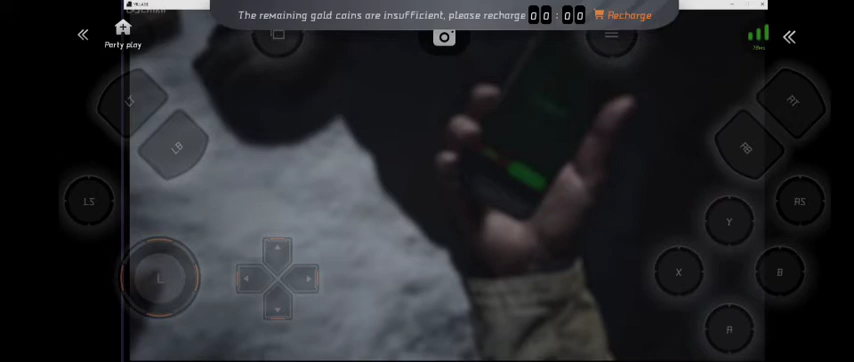 The remaining gold coins are insufficient, please recharge 00:00 Recharge
Party play
78ms
LT
LB
RT
RB
LS
RS
Y
L
X
B
A